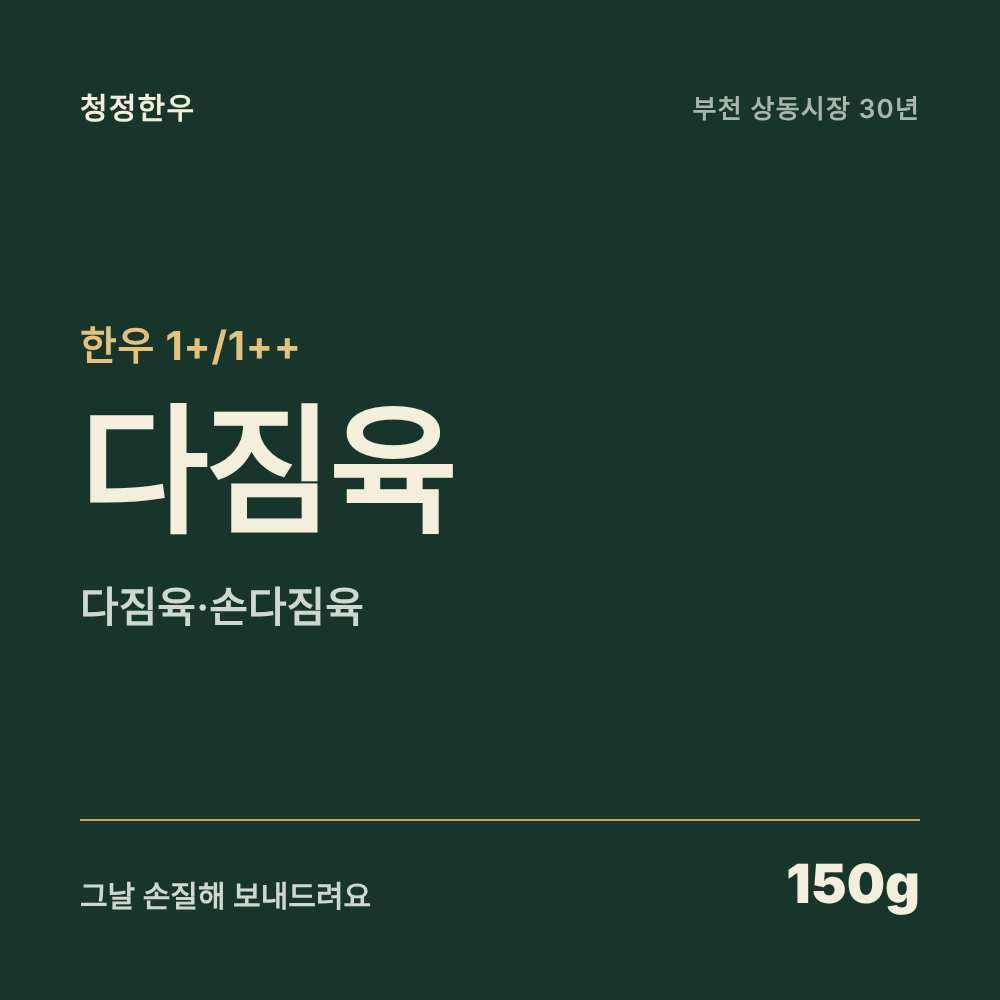 청정한우
부천 상동시장 30년
한우 1+/1++
다짐육
다짐육·손다짐육
그날 손질해 보내드려요
150g